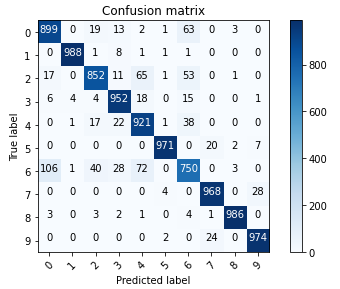 Confusion matrix
0 899 0 19 13 2 1 63 0 3 0
1 0 988 1 8 1 1 1 0 0 0
2 17 0 852 11 65 1 53 0 1 0
3 6 4 4 952 18 0 15 0 0 1
4 0 1 17 22 921 1 38 0 0 0
5 0 0 0 0 0 971 0 20 2 7
6 106 1 40 28 72 0 750 0 3 0
7 0 0 0 0 0 4 0 968 0 28
8 3 0 3 2 1 0 4 1 986 0
9 0 0 0 0 0 2 0 24 0 974
0 1 2 3 4 5 6 7 8 9
True label
Predicted label
800
600
400
200
0